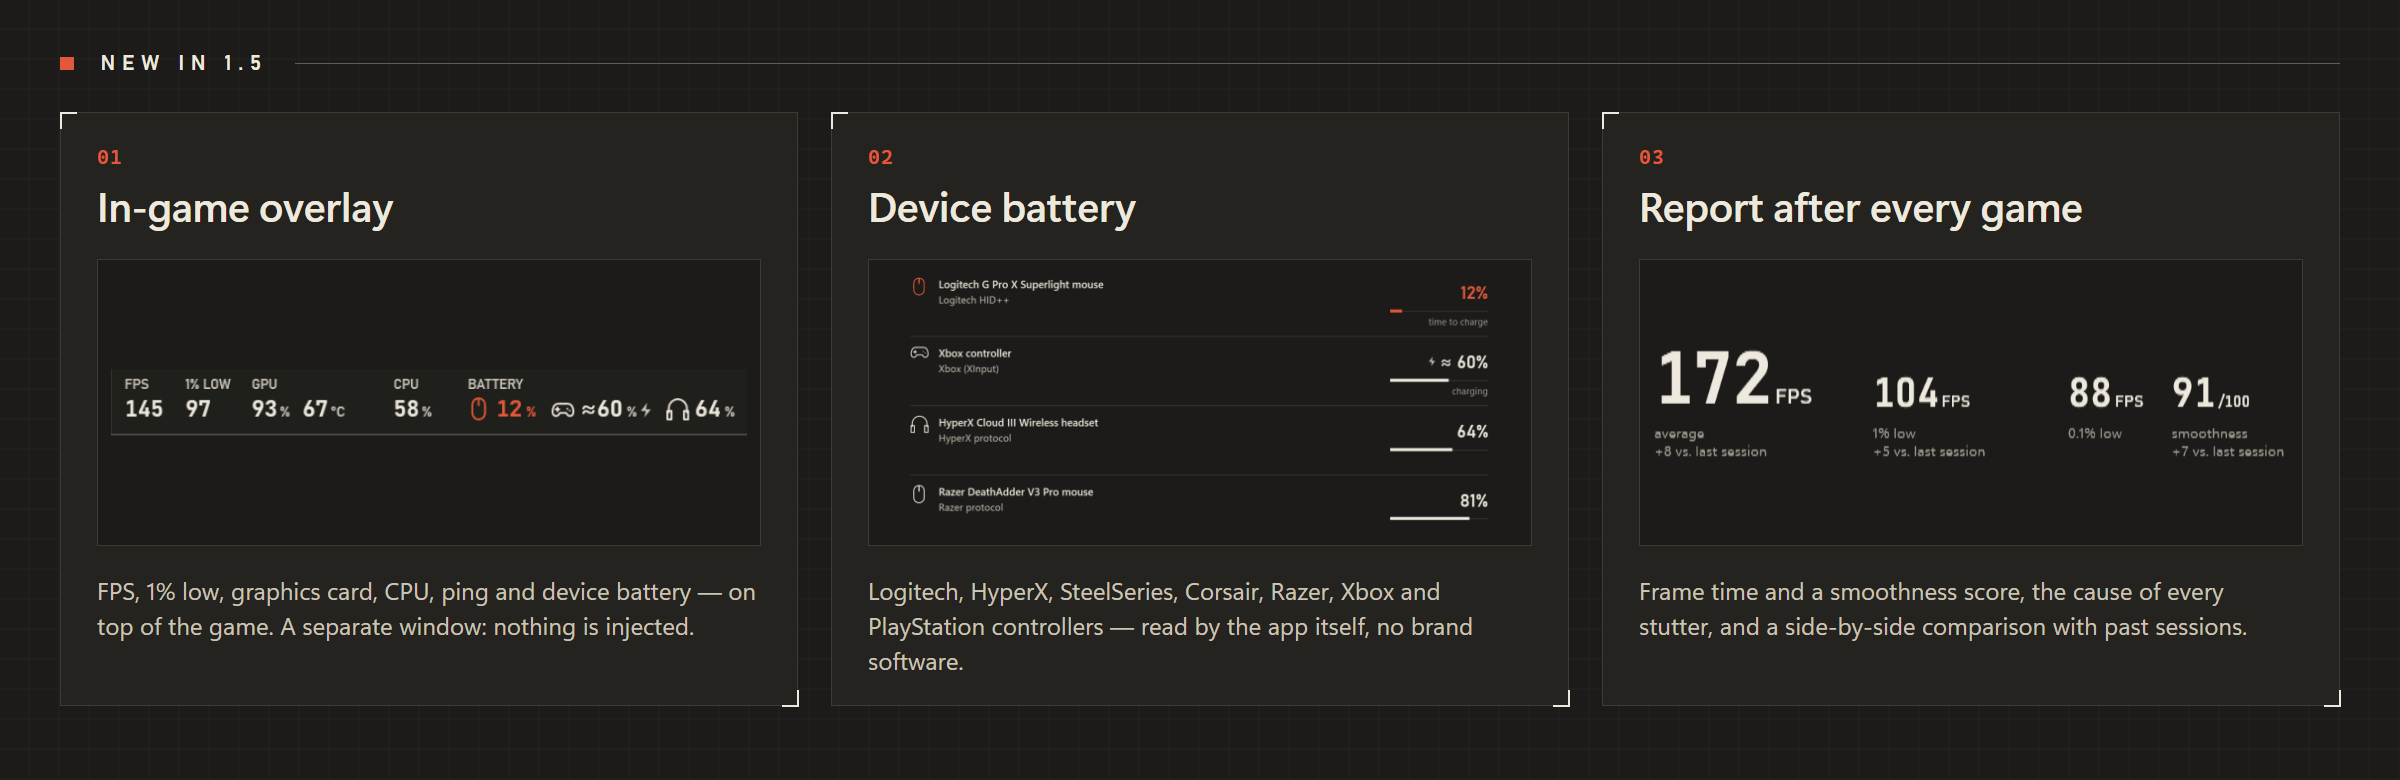 NEW IN 1.5
01
In-game overlay
FPS 1% LOW GPU CPU BATTERY
145 97 93% 67°C 58% 12% ≈60%⚡ 64%
FPS, 1% low, graphics card, CPU, ping and device battery — on
top of the game. A separate window: nothing is injected.
02
Device battery
Logitech G Pro X Superlight mouse
Logitech HID++
12%
time to charge
Xbox controller
Xbox (XInput)
⚡ ≈ 60%
charging
HyperX Cloud III Wireless headset
HyperX protocol
64%
Razer DeathAdder V3 Pro mouse
Razer protocol
81%
Logitech, HyperX, SteelSeries, Corsair, Razer, Xbox and
PlayStation controllers — read by the app itself, no brand
software.
03
Report after every game
172 FPS 104 FPS 88 FPS 91 /100
average 1% low 0.1% low smoothness
+8 vs. last session +5 vs. last session +7 vs. last session
Frame time and a smoothness score, the cause of every
stutter, and a side-by-side comparison with past sessions.